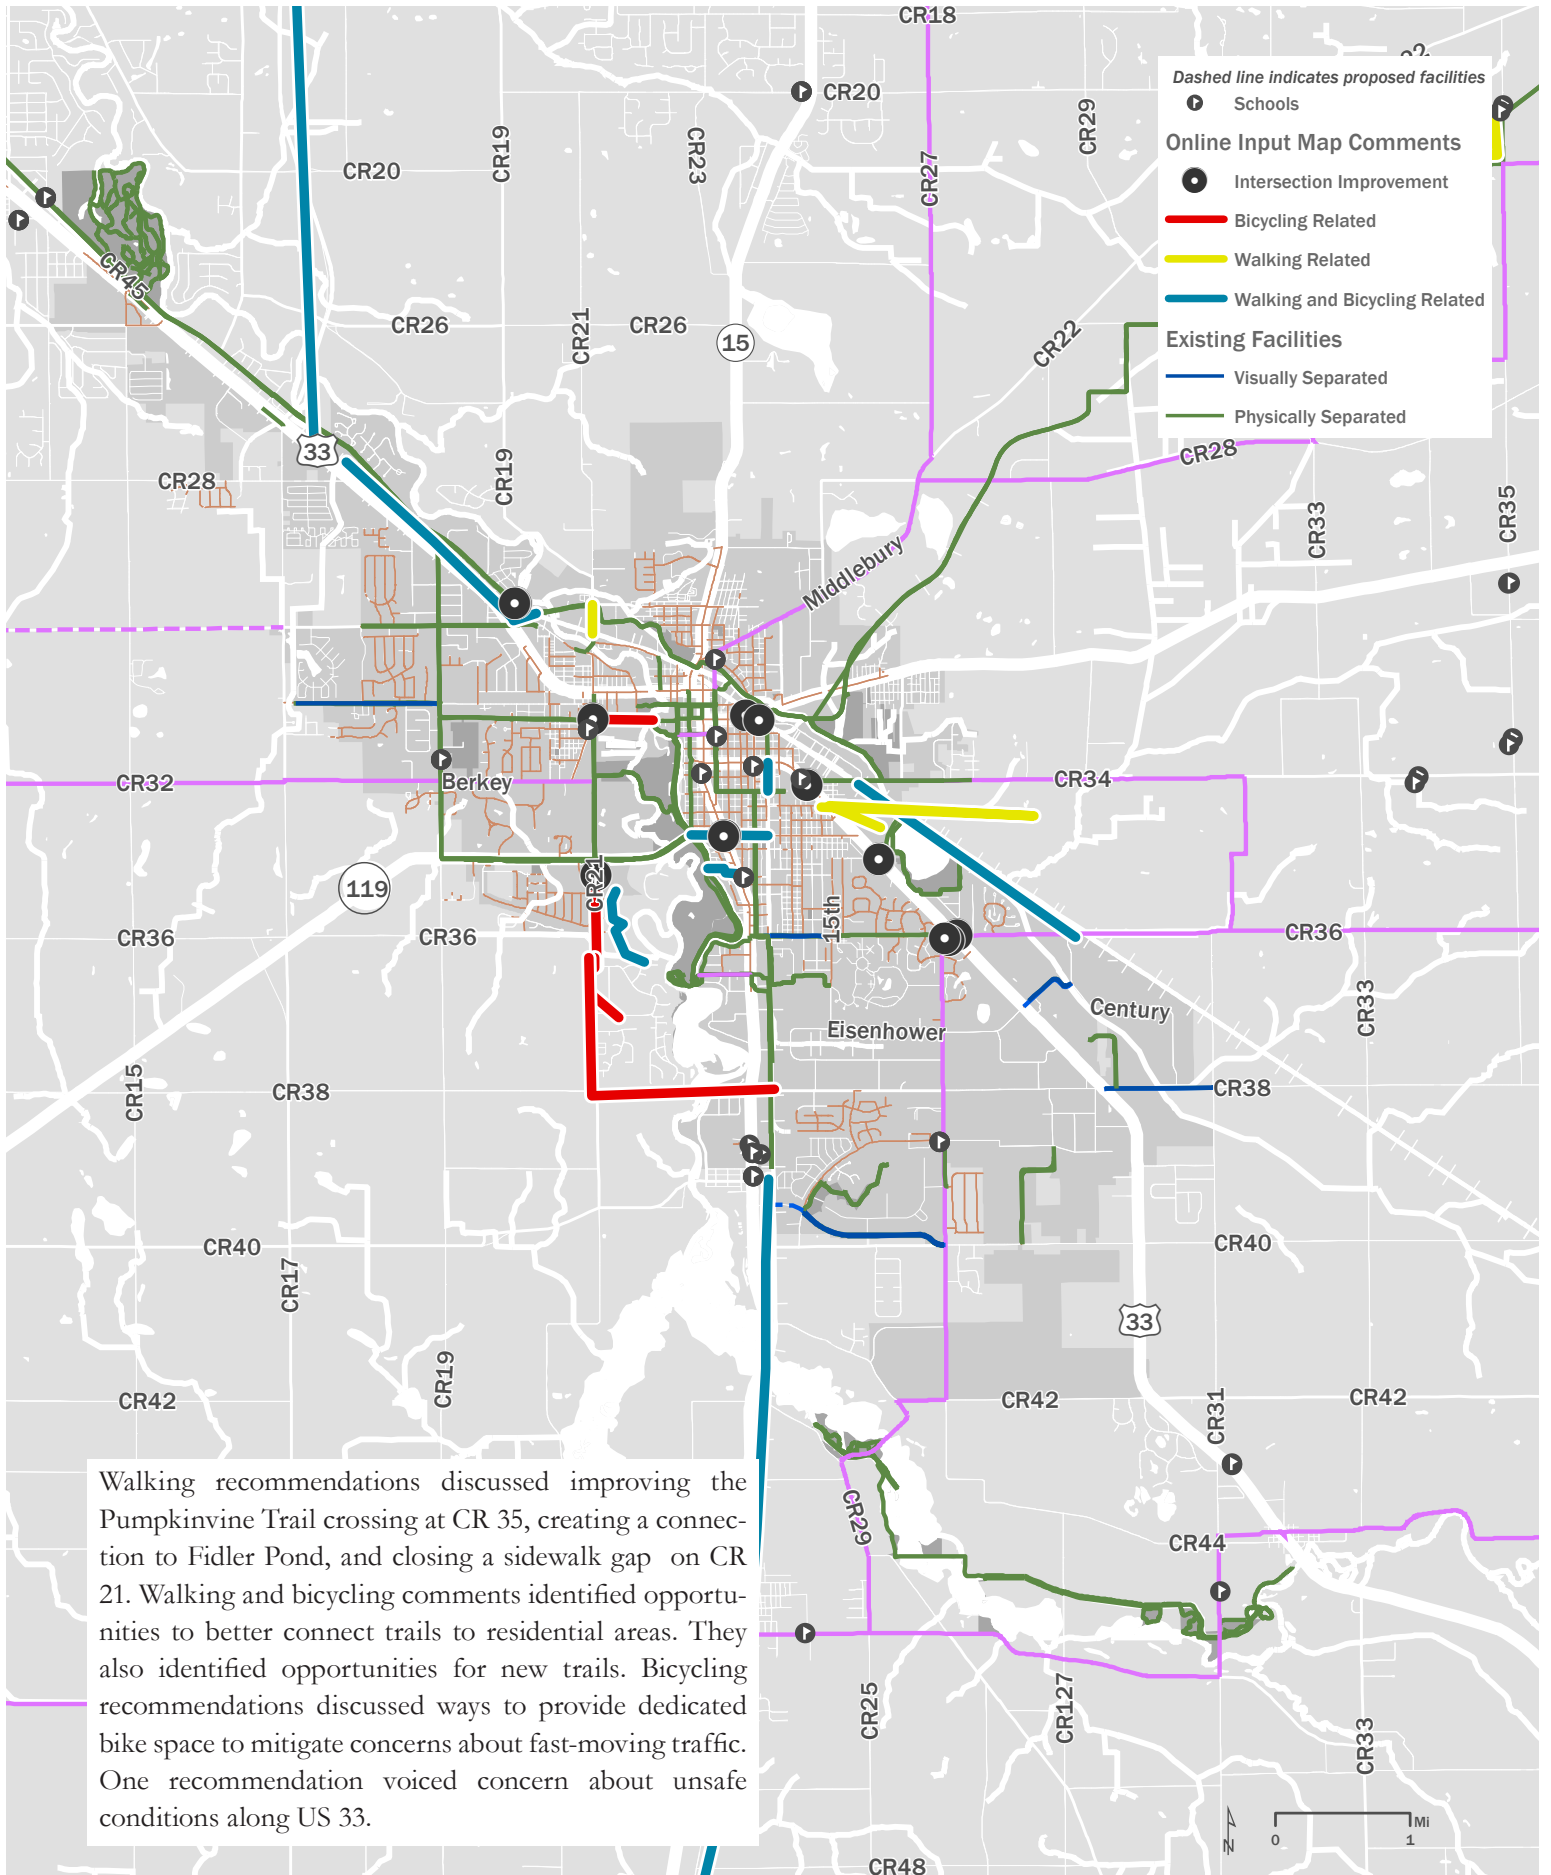 CR18
Dashed line indicates proposed facilities
Schools
Online Input Map Comments
Intersection Improvement
Bicycling Related
Walking Related
Walking and Bicycling Related
Existing Facilities
Visually Separated
Physically Separated
CR20
CR29
CR19
CR23
CR20
CR27
CR45
CR26
CR21
CR26
15
CR22
33
CR28
CR19
CR28
CR33
CR35
Middlebury
CR32
Berkey
CR34
119
CR21
15th
CR36
CR36
CR36
CR33
Century
Eisenhower
CR15
CR38
CR38
CR40
CR40
CR17
33
CR19
CR42
CR42
CR31
CR42
CR29
CR44
CR25
CR127
CR33
CR48
Walking recommendations discussed improving the
Pumpkinvine Trail crossing at CR 35, creating a connec-
tion to Fidler Pond, and closing a sidewalk gap on CR
21. Walking and bicycling comments identified opportu-
nities to better connect trails to residential areas. They
also identified opportunities for new trails. Bicycling
recommendations discussed ways to provide dedicated
bike space to mitigate concerns about fast-moving traffic.
One recommendation voiced concern about unsafe
conditions along US 33.
N
Mi
0 1